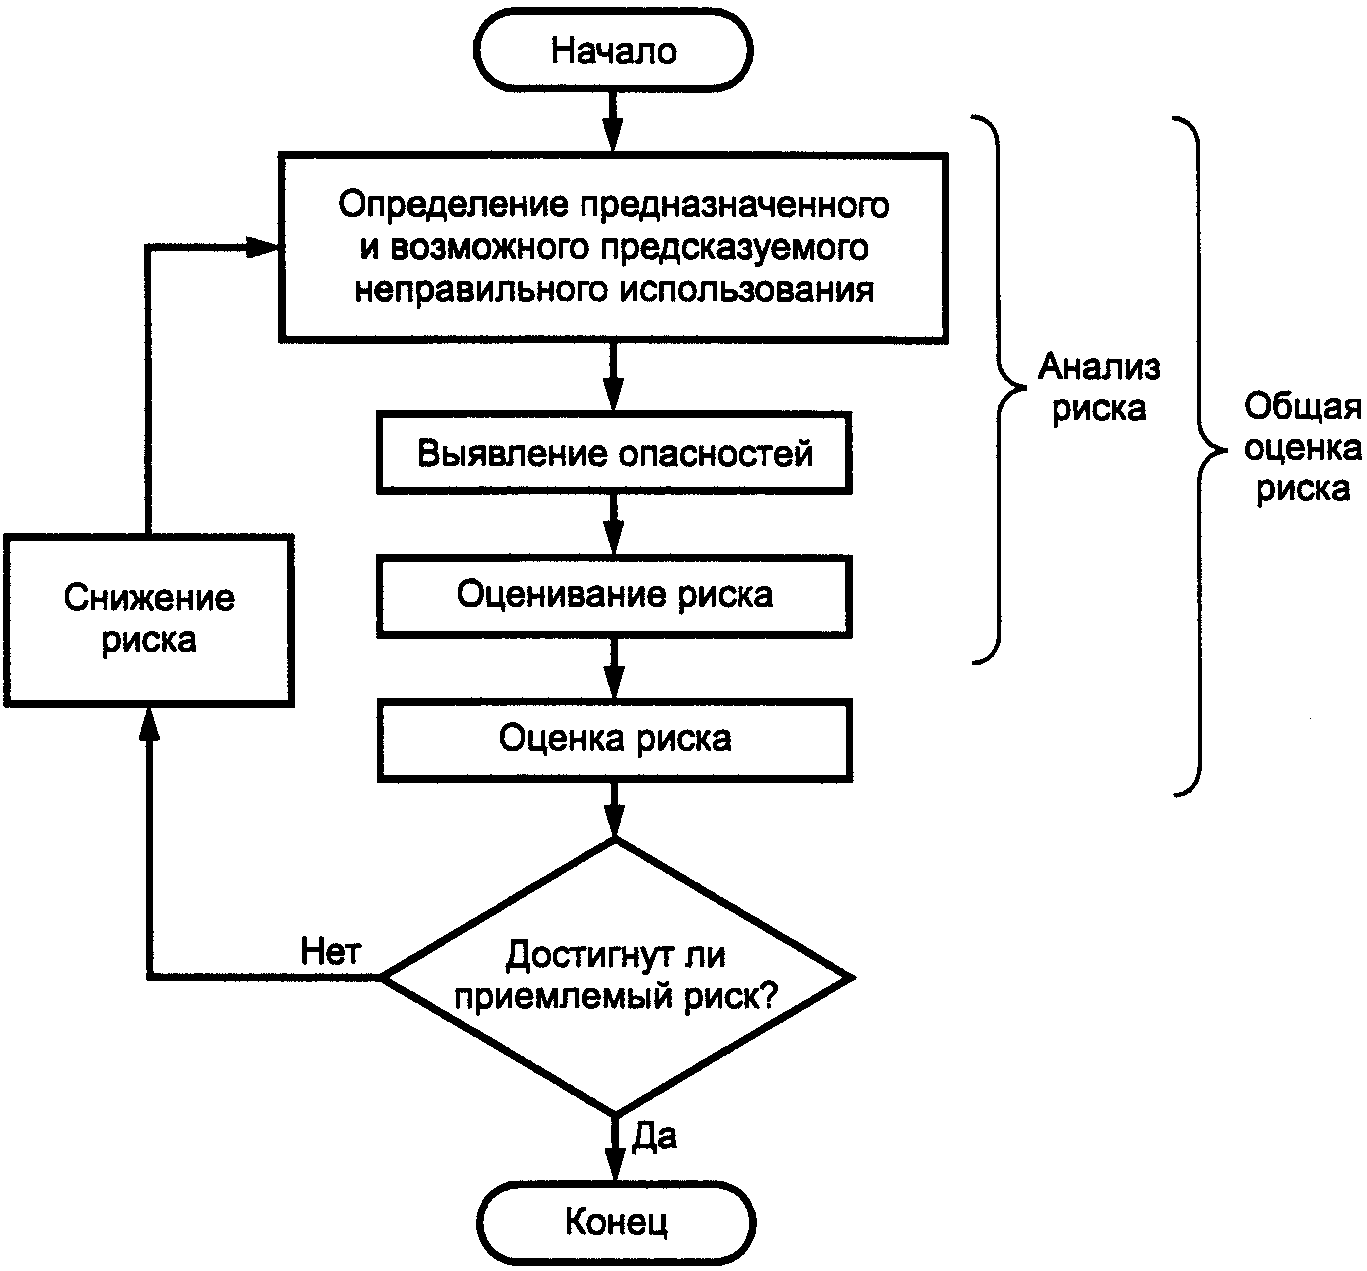 Начало
Определение предназначенного
и возможного предсказуемого
неправильного использования
Анализ
риска
Общая
оценка
риска
Выявление опасностей
Оценивание риска
Снижение
риска
Оценка риска
Достигнут ли
приемлемый риск?
Нет
Да
Конец